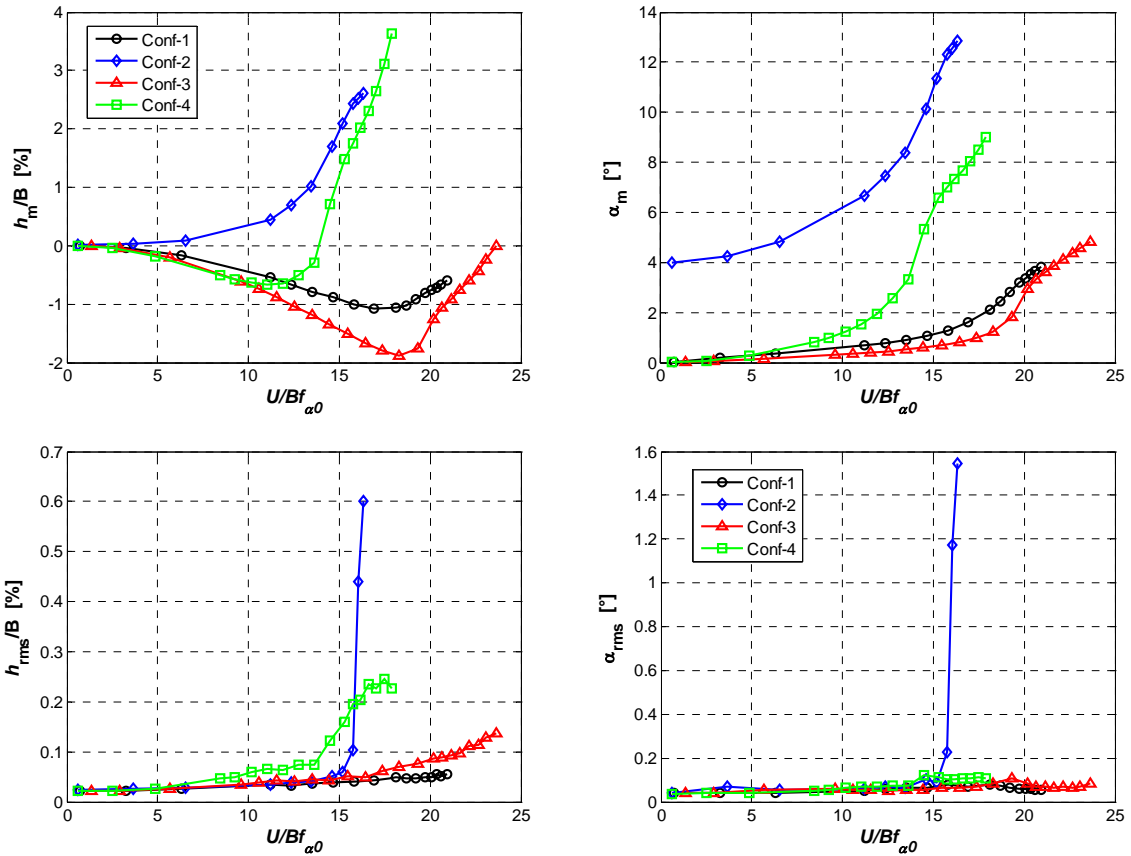 4
3
2
1
0
-1
-2
h_m/B [%]
Conf-1
Conf-2
Conf-3
Conf-4
0 5 10 15 20 25
U/Bf_α0
14
12
10
8
6
4
2
0
α_m [°]
0 5 10 15 20 25
U/Bf_α0
0.7
0.6
0.5
0.4
0.3
0.2
0.1
0
h_rms/B [%]
0 5 10 15 20 25
U/Bf_α0
1.6
1.4
1.2
1
0.8
0.6
0.4
0.2
0
α_rms [°]
Conf-1
Conf-2
Conf-3
Conf-4
0 5 10 15 20 25
U/Bf_α0